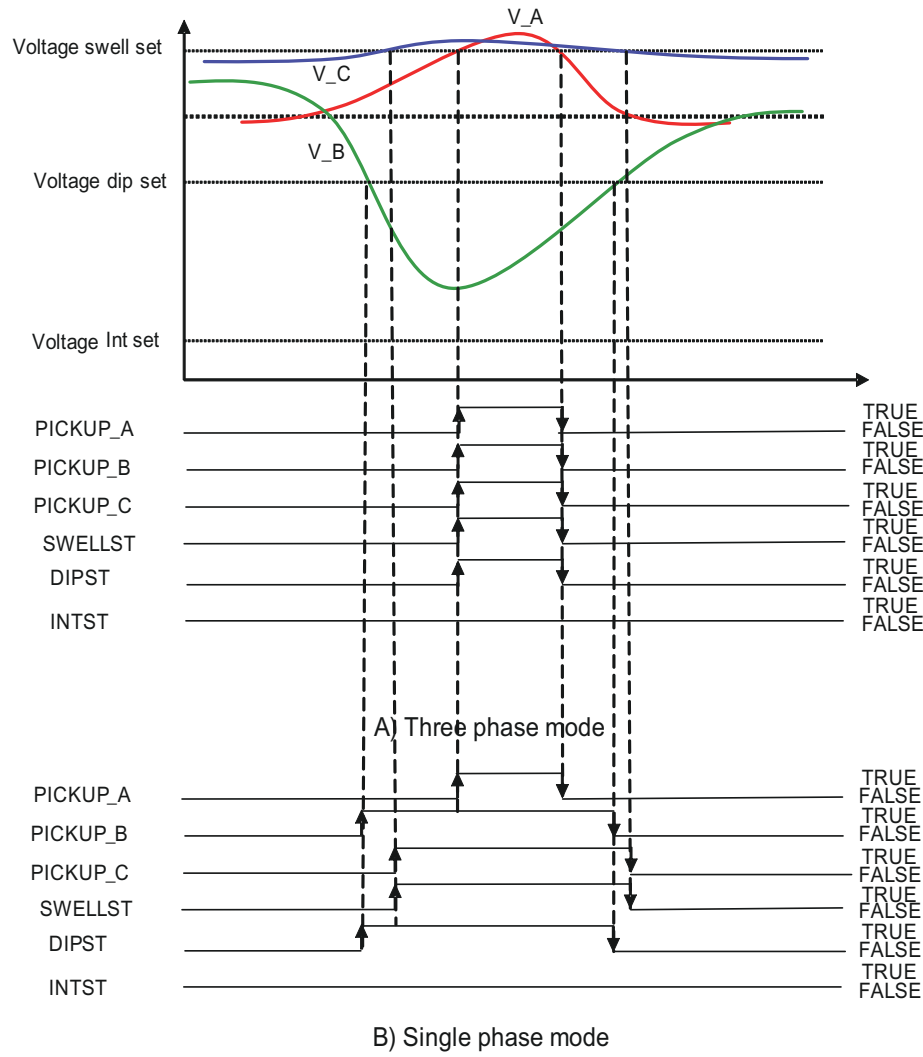 V_A
Voltage swell set
V_C
V_B
Voltage dip set
Voltage Int set
TRUE
PICKUP_A
FALSE
TRUE
PICKUP_B
FALSE
TRUE
PICKUP_C
FALSE
TRUE
SWELLST
FALSE
TRUE
DIPST
FALSE
TRUE
INTST
FALSE
A) Three phase mode
TRUE
PICKUP_A
FALSE
TRUE
PICKUP_B
FALSE
TRUE
PICKUP_C
FALSE
TRUE
SWELLST
FALSE
TRUE
DIPST
FALSE
TRUE
INTST
FALSE
B) Single phase mode